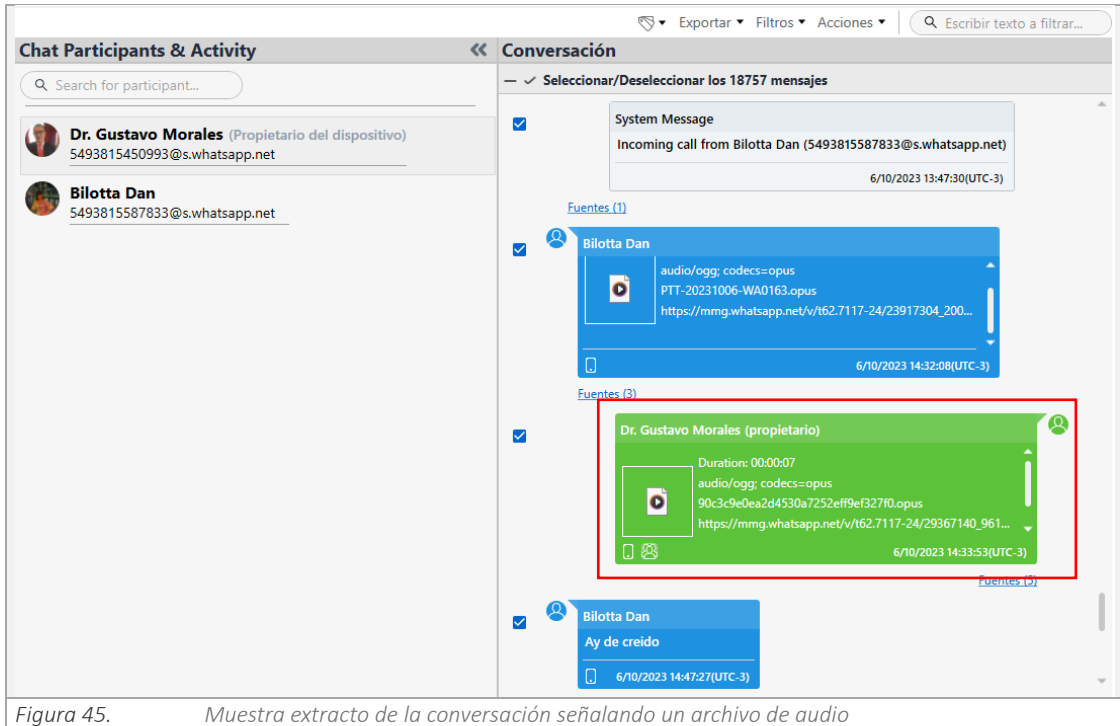 Exportar Filtros Acciones Escribir texto a filtrar...
Chat Participants & Activity
Search for participant...
Dr. Gustavo Morales (Propietario del dispositivo)
5493815450993@s.whatsapp.net
Bilotta Dan
5493815587833@s.whatsapp.net
Conversación
Seleccionar/Deseleccionar los 18757 mensajes
System Message
Incoming call from Bilotta Dan (5493815587833@s.whatsapp.net)
6/10/2023 13:47:30(UTC-3)
Fuentes (1)
Bilotta Dan
audio/ogg; codecs=opus
PTT-20231006-WA0163.opus
https://mmg.whatsapp.net/v/t62.7117-24/23917304_200...
6/10/2023 14:32:08(UTC-3)
Fuentes (3)
Dr. Gustavo Morales (propietario)
Duration: 00:00:07
audio/ogg; codecs=opus
90c3c9e0ea2d4530a7252eff9ef327f0.opus
https://mmg.whatsapp.net/v/t62.7117-24/29367140_961...
6/10/2023 14:33:53(UTC-3)
Fuentes (5)
Bilotta Dan
Ay de creido
6/10/2023 14:47:27(UTC-3)
Figura 45. Muestra extracto de la conversación señalando un archivo de audio